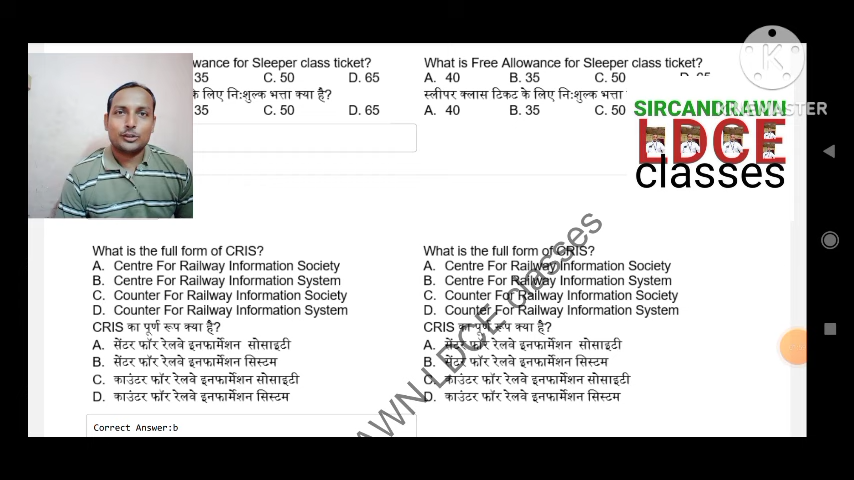 wance for Sleeper class ticket?
35 C. 50 D. 65
के लिए निःशुल्क भत्ता क्या है?
35 C. 50 D. 65
What is Free Allowance for Sleeper class ticket?
A. 40 B. 35 C. 50
स्लीपर क्लास टिकट के लिए निःशुल्क भत्ता
A. 40 B. 35 C. 50
K
KINEMASTER
SIRCANDRAWN
LDCE
classes
What is the full form of CRIS?
A. Centre For Railway Information Society
B. Centre For Railway Information System
C. Counter For Railway Information Society
D. Counter For Railway Information System
CRIS का पूर्ण रूप क्या है?
A. सेंटर फॉर रेलवे इनफार्मेशन सोसाइटी
B. सेंटर फॉर रेलवे इनफार्मेशन सिस्टम
C. काउंटर फॉर रेलवे इनफार्मेशन सोसाइटी
D. काउंटर फॉर रेलवे इनफार्मेशन सिस्टम
Correct Answer:b
What is the full form of CRIS?
A. Centre For Railway Information Society
B. Centre For Railway Information System
C. Counter For Railway Information Society
D. Counter For Railway Information System
CRIS का पूर्ण रूप क्या है?
A. सेंटर फॉर रेलवे इनफार्मेशन सोसाइटी
B. सेंटर फॉर रेलवे इनफार्मेशन सिस्टम
C. काउंटर फॉर रेलवे इनफार्मेशन सोसाइटी
D. काउंटर फॉर रेलवे इनफार्मेशन सिस्टम
AWN LDCE classes